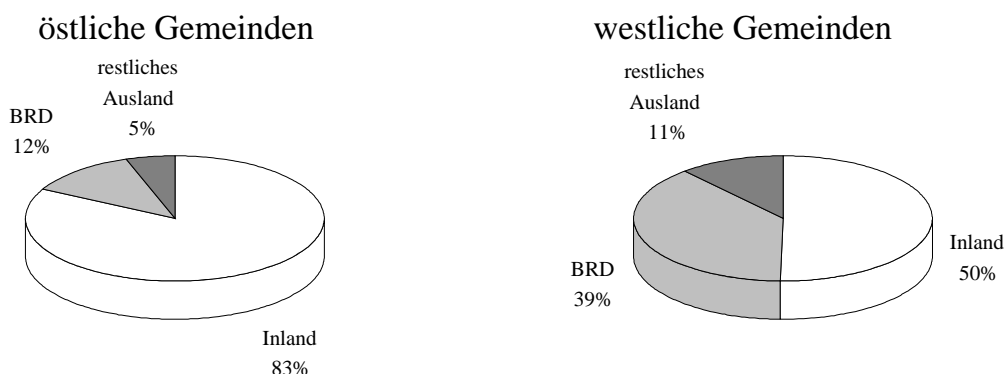 östliche Gemeinden
restliches
Ausland
5%
BRD
12%
Inland
83%
westliche Gemeinden
restliches
Ausland
11%
BRD
39%
Inland
50%